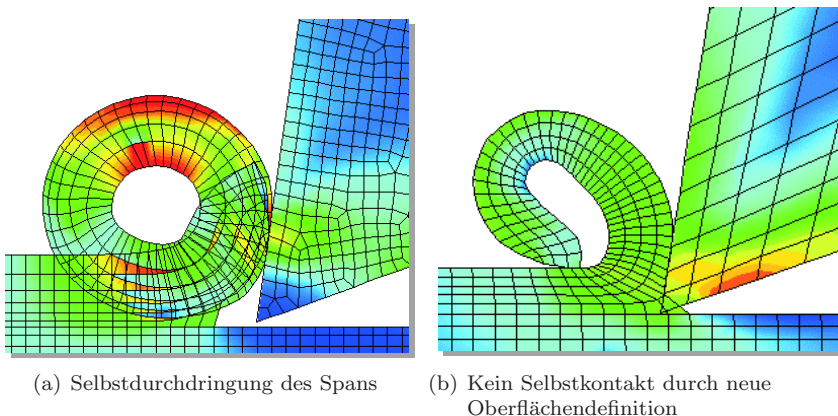 (a) Selbstdurchdringung des Spans
(b) Kein Selbstkontakt durch neue
Oberflächendefinition